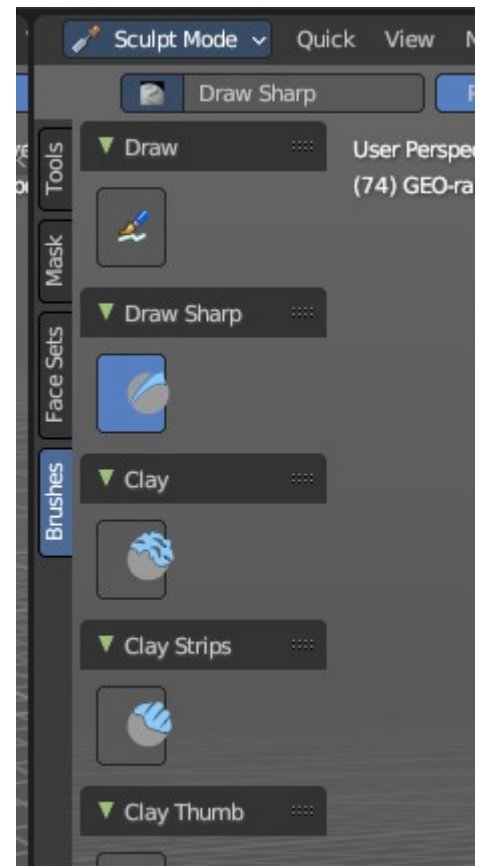 Sculpt Mode Quick View
Draw Sharp
Tools
Mask
Face Sets
Brushes
Draw
User Perspe
(74) GEO-ra
Draw Sharp
Clay
Clay Strips
Clay Thumb